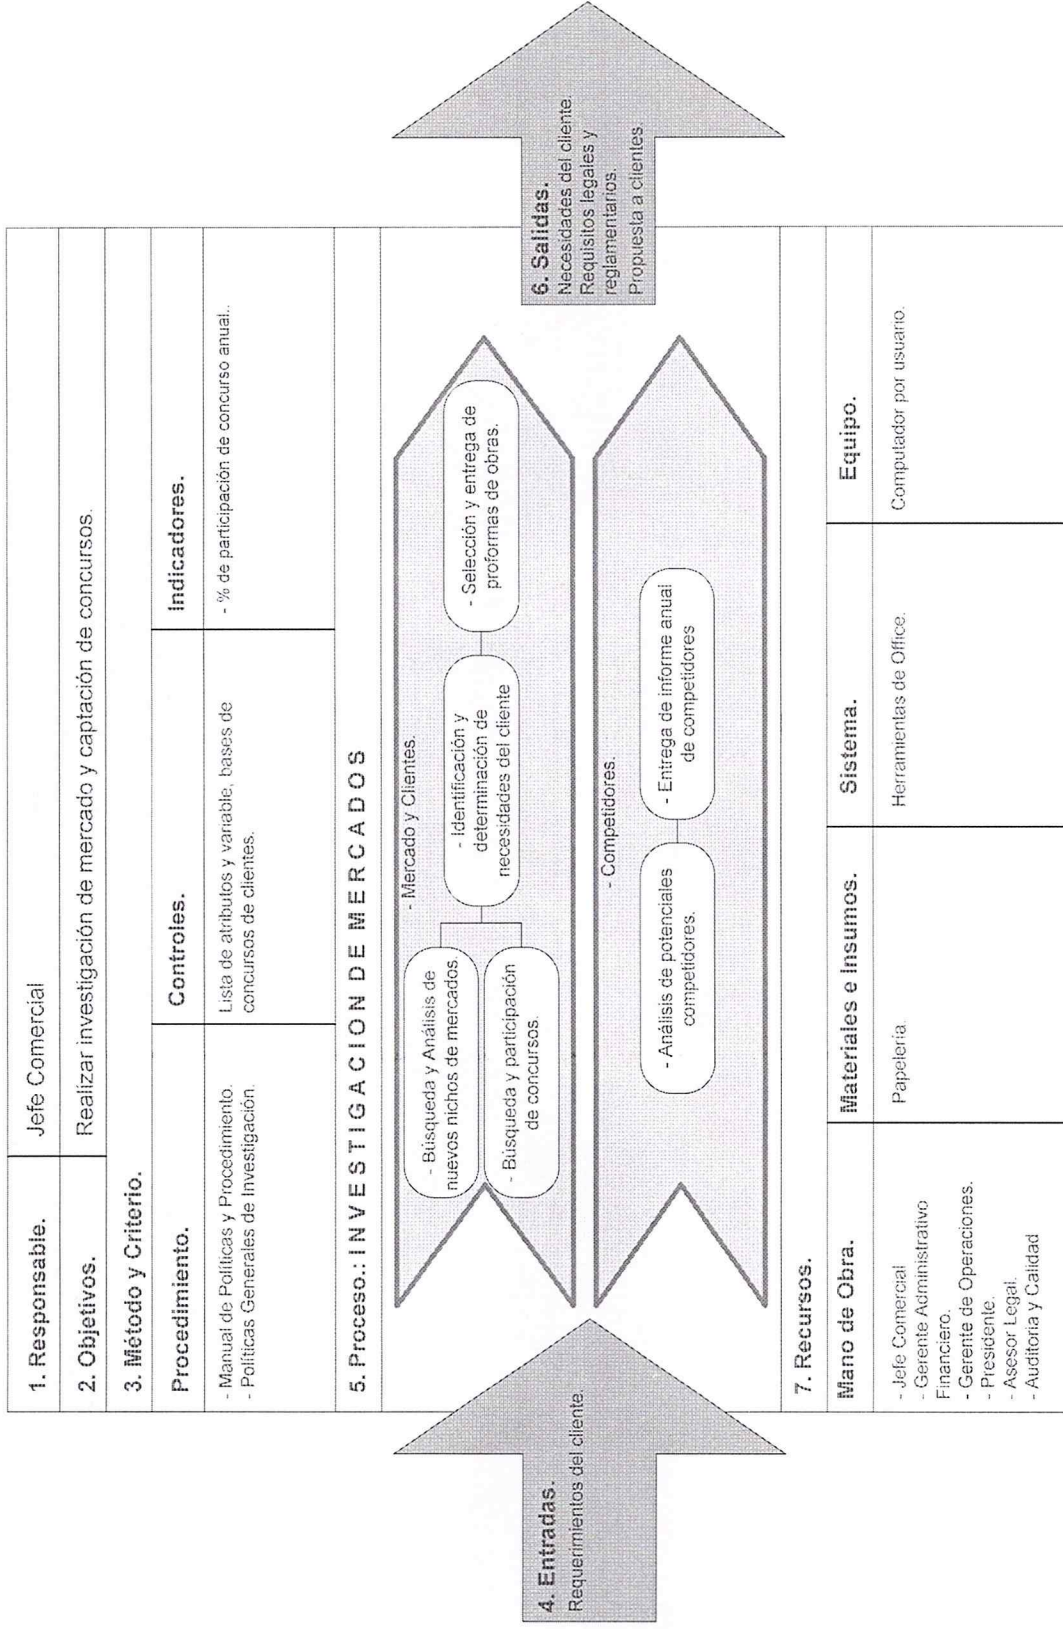 1. Responsable.
Jefe Comercial
2. Objetivos.
Realizar investigación de mercado y captación de concursos.
3. Método y Criterio.
Procedimiento.
Controles.
Indicadores.
- Manual de Políticas y Procedimiento.
- Políticas Generales de Investigación.
Lista de atributos y variable, bases de
concursos de clientes.
- % de participación de concurso anual..
5. Proceso.: INVESTIGACION DE MERCADOS
4. Entradas.
Requerimientos del cliente.
- Mercado y Clientes.
- Búsqueda y Análisis de
nuevos nichos de mercados.
- Búsqueda y participación
de concursos.
- Identificación y
determinación de
necesidades del cliente
- Selección y entrega de
proformas de obras.
- Competidores.
- Análisis de potenciales
competidores.
- Entrega de informe anual
de competidores
6. Salidas.
Necesidades del cliente.
Requisitos legales y
reglamentarios.
Propuesta a clientes.
7. Recursos.
Mano de Obra.
Materiales e Insumos.
Sistema.
Equipo.
- Jefe Comercial
- Gerente Administrativo
Financiero.
- Gerente de Operaciones.
- Presidente.
- Asesor Legal.
- Auditoria y Calidad
Papelería.
Herramientas de Office.
Computador por usuario.